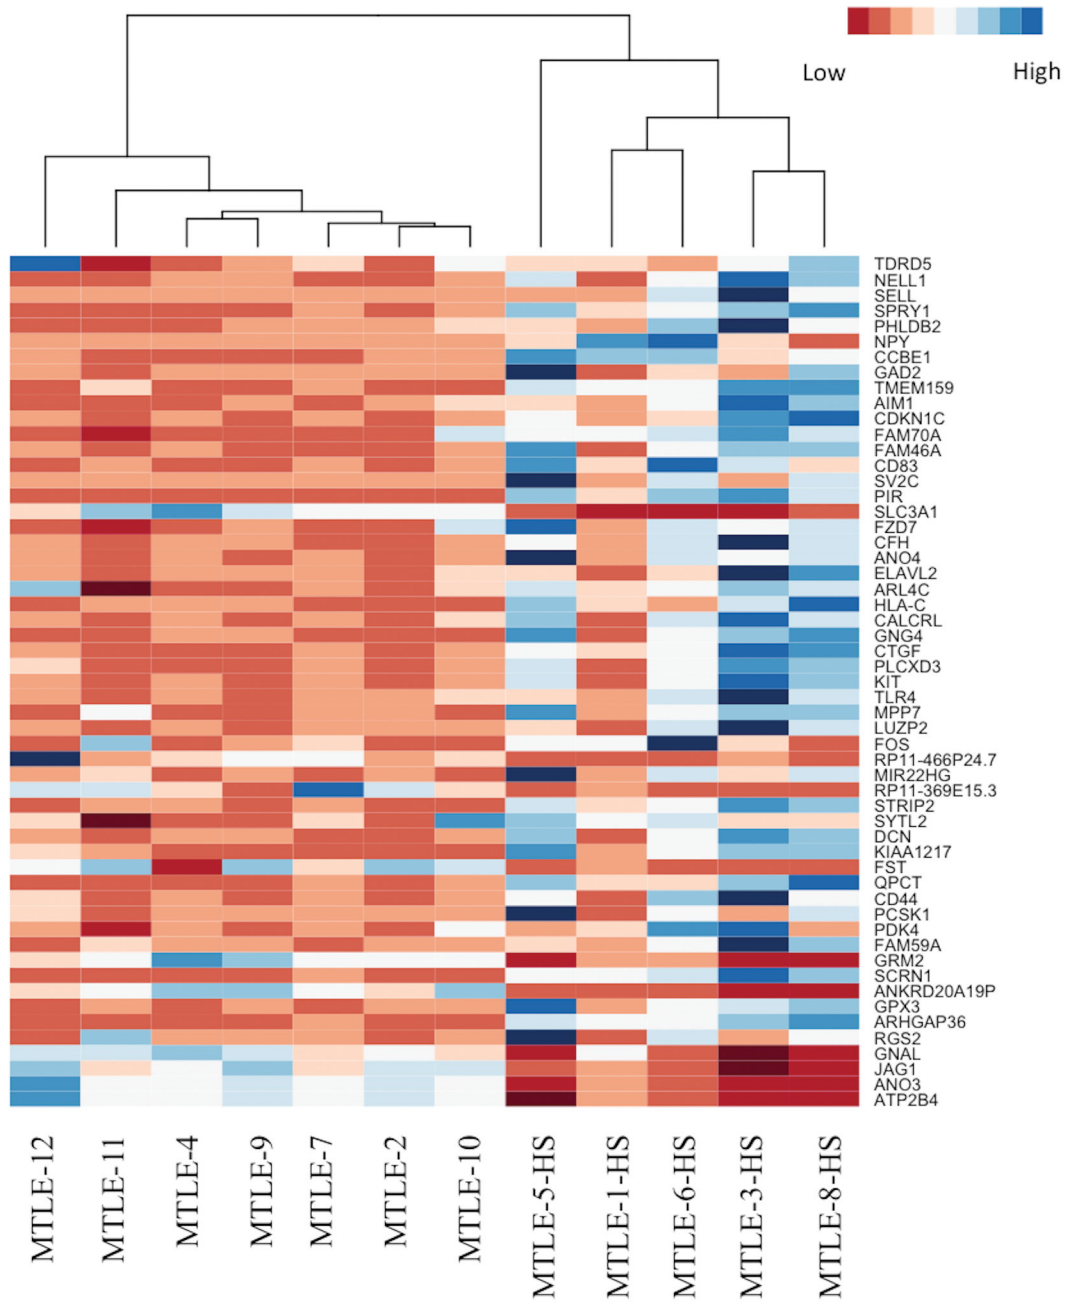 Low High
TDRD5
NELL1
SELL
SPRY1
PHLDB2
NPY
CCBE1
GAD2
TMEM159
AIM1
CDKN1C
FAM70A
FAM46A
CD83
SV2C
PIR
SLC3A1
FZD7
CFH
ANO4
ELAVL2
ARL4C
HLA-C
CALCRL
GNG4
CTGF
PLCXD3
KIT
TLR4
MPP7
LUZP2
FOS
RP11-466P24.7
MIR22HG
RP11-369E15.3
STRIP2
SYTL2
DCN
KIAA1217
FST
QPCT
CD44
PCSK1
PDK4
FAM59A
GRM2
SCRN1
ANKRD20A19P
GPX3
ARHGAP36
RGS2
GNAL
JAG1
ANO3
ATP2B4
MTLE-12
MTLE-11
MTLE-4
MTLE-9
MTLE-7
MTLE-2
MTLE-10
MTLE-5-HS
MTLE-1-HS
MTLE-6-HS
MTLE-3-HS
MTLE-8-HS